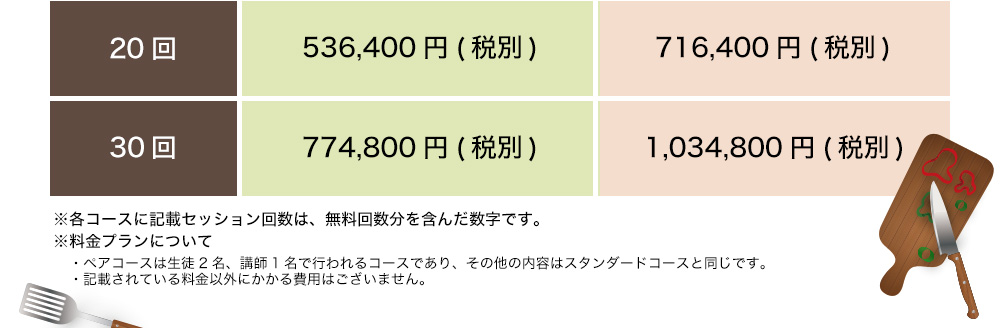 20 回 536,400 円 ( 税別 ) 716,400 円 ( 税別 )
30 回 774,800 円 ( 税別 ) 1,034,800 円 ( 税別 )
※各コースに記載セッション回数は、無料回数分を含んだ数字です。
※料金プランについて
・ペアコースは生徒 2 名、講師 1 名で行われるコースであり、その他の内容はスタンダードコースと同じです。
・記載されている料金以外にかかる費用はございません。